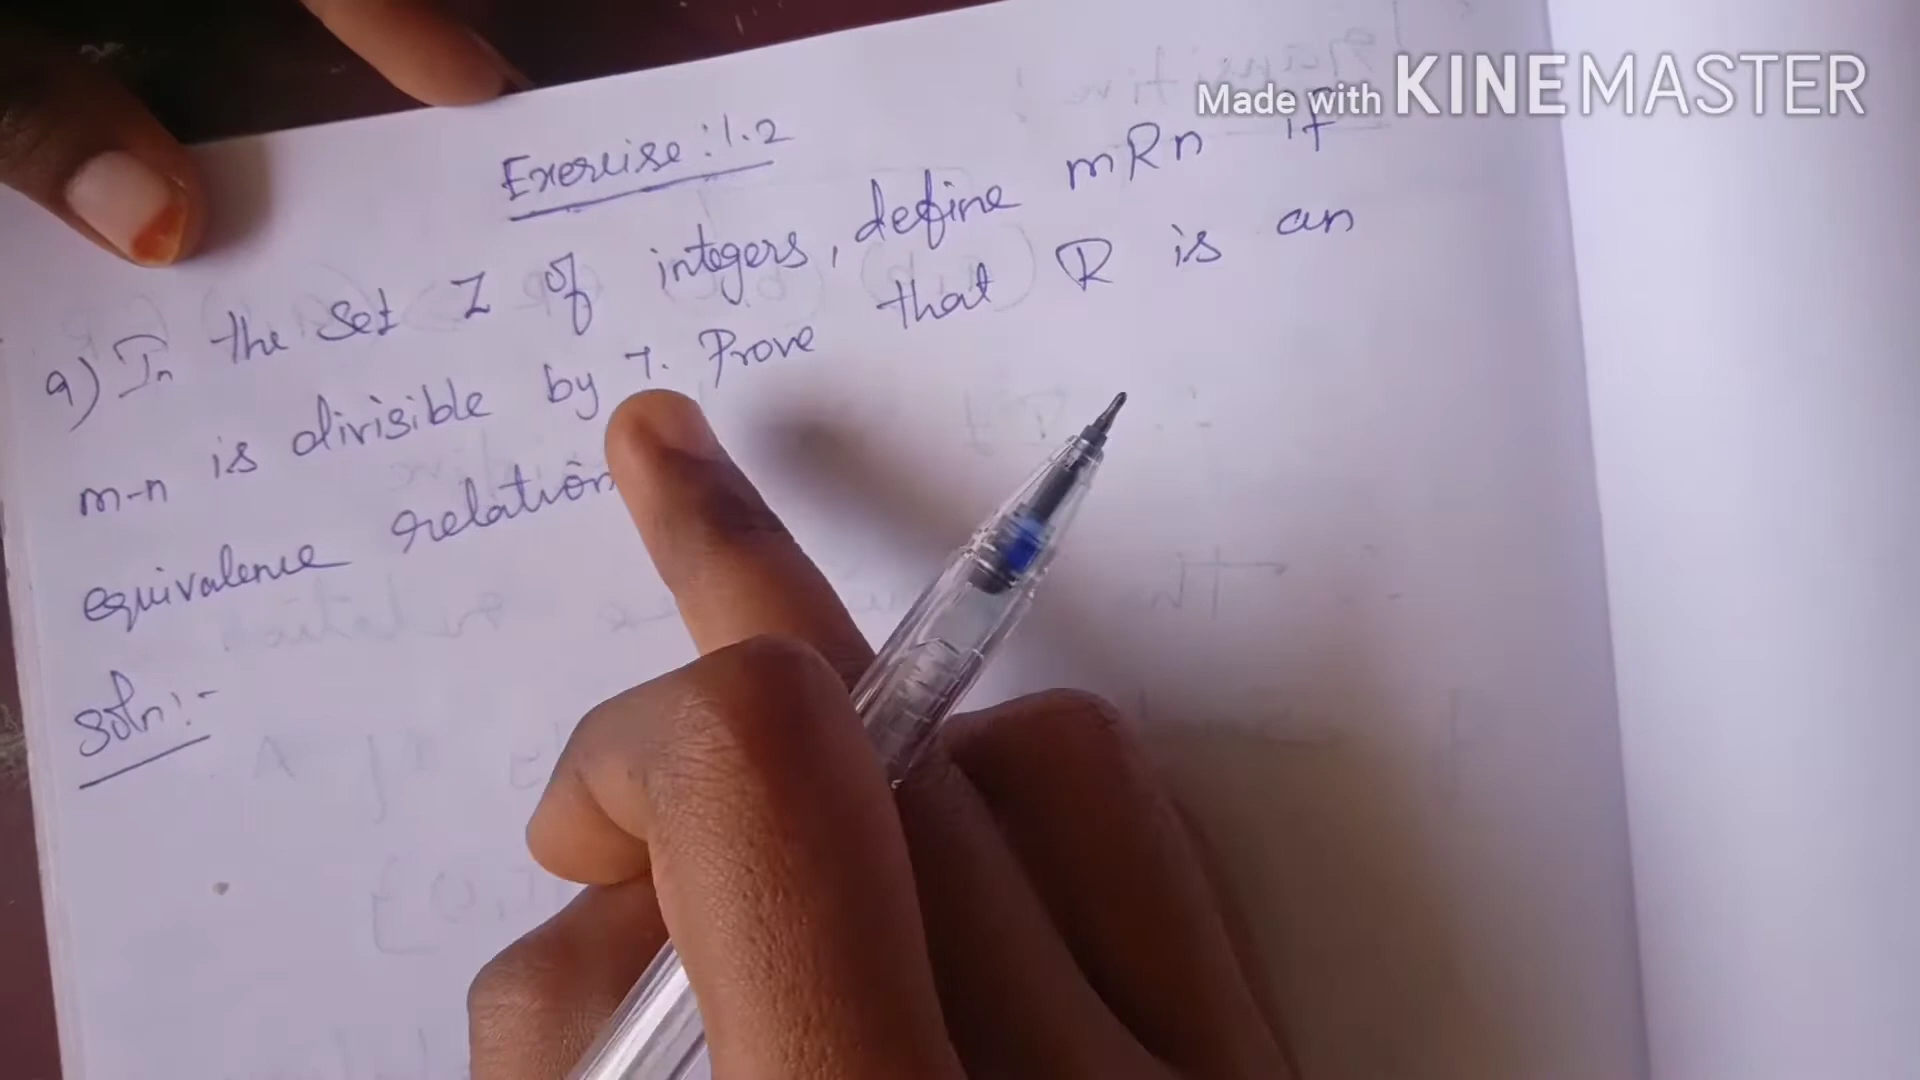 Made with KINEMASTER
Exercise: 1.2
9) In the set Z of integers, define mRn if
m-n is divisible by 7. Prove that R is an
equivalence relation
Soln:-